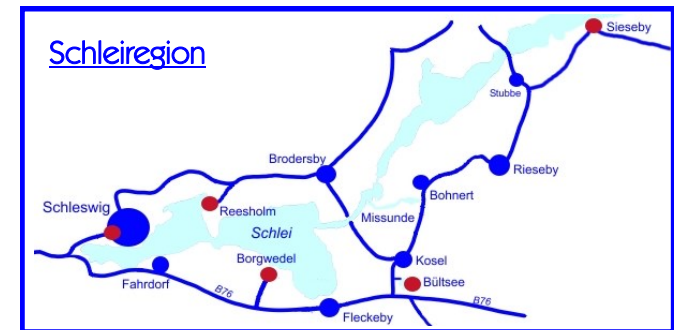 Schleiregion
Sieseby
Stubbe
Brodersby
Rieseby
Bohnert
Schleswig
Reesholm
Missunde
Schlei
Borgwedel
Kosel
Fahrdorf
Bültsee
B76
B76
Fleckeby